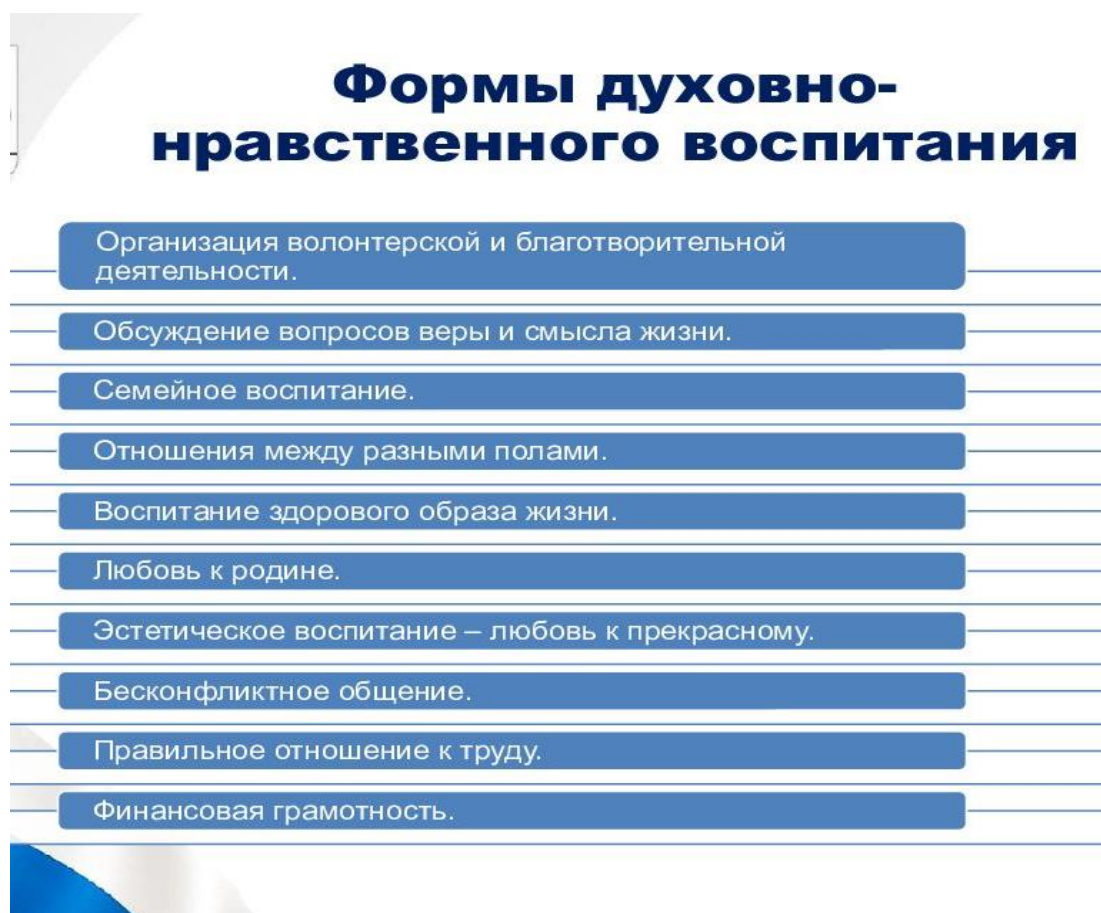 Формы духовно-
нравственного воспитания
Организация волонтерской и благотворительной
деятельности.
Обсуждение вопросов веры и смысла жизни.
Семейное воспитание.
Отношения между разными полами.
Воспитание здорового образа жизни.
Любовь к родине.
Эстетическое воспитание – любовь к прекрасному.
Бесконфликтное общение.
Правильное отношение к труду.
Финансовая грамотность.